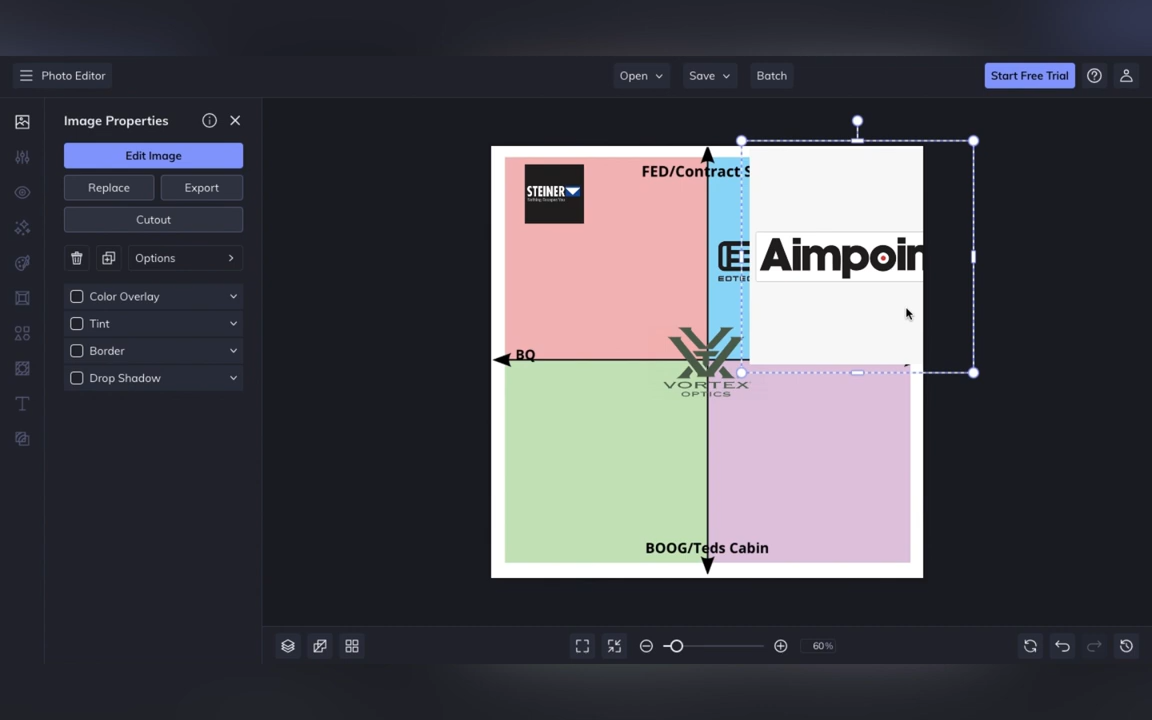 Photo Editor
Open
Save
Batch
Start Free Trial
Image Properties
Edit Image
Replace
Export
Cutout
Options
Color Overlay
Tint
Border
Drop Shadow
FED/Contract S
STEINER
Aimpoin
BQ
VORTEX
OPTICS
BOOG/Teds Cabin
60%